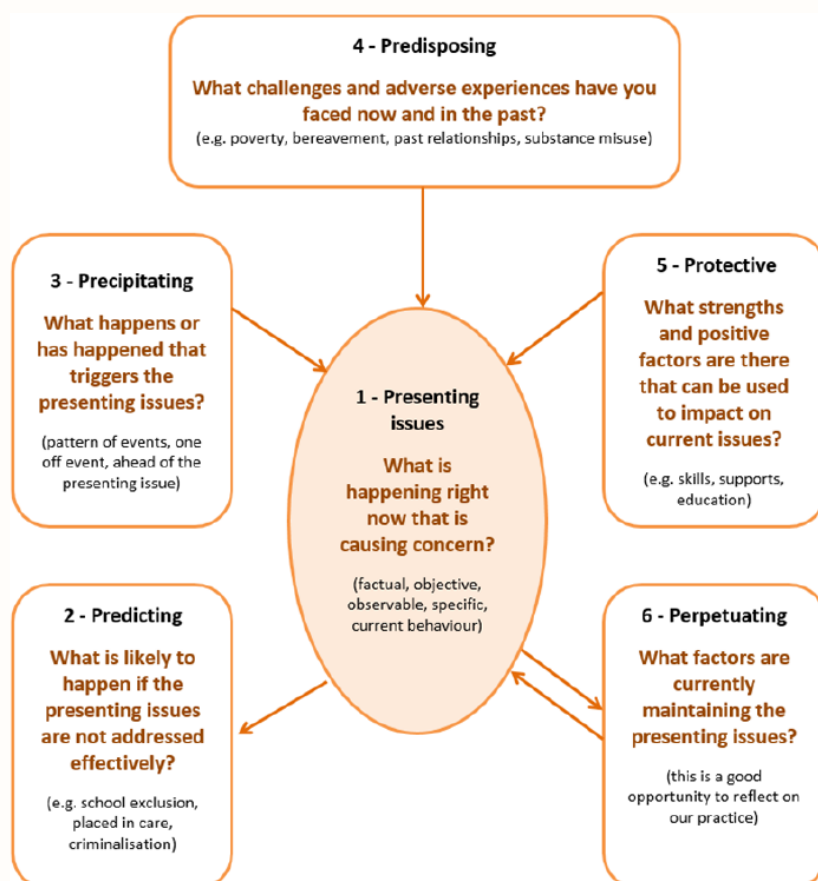 4 - Predisposing
What challenges and adverse experiences have you
faced now and in the past?
(e.g. poverty, bereavement, past relationships, substance misuse)
3 - Precipitating
What happens or
has happened that
triggers the
presenting issues?
(pattern of events, one
off event, ahead of the
presenting issue)
5 - Protective
What strengths
and positive
factors are there
that can be used
to impact on
current issues?
(e.g. skills, supports,
education)
1 - Presenting
issues
What is
happening right
now that is
causing concern?
(factual, objective,
observable, specific,
current behaviour)
2 - Predicting
What is likely to
happen if the
presenting issues
are not addressed
effectively?
(e.g. school exclusion,
placed in care,
criminalisation)
6 - Perpetuating
What factors are
currently
maintaining the
presenting issues?
(this is a good
opportunity to reflect on
our practice)